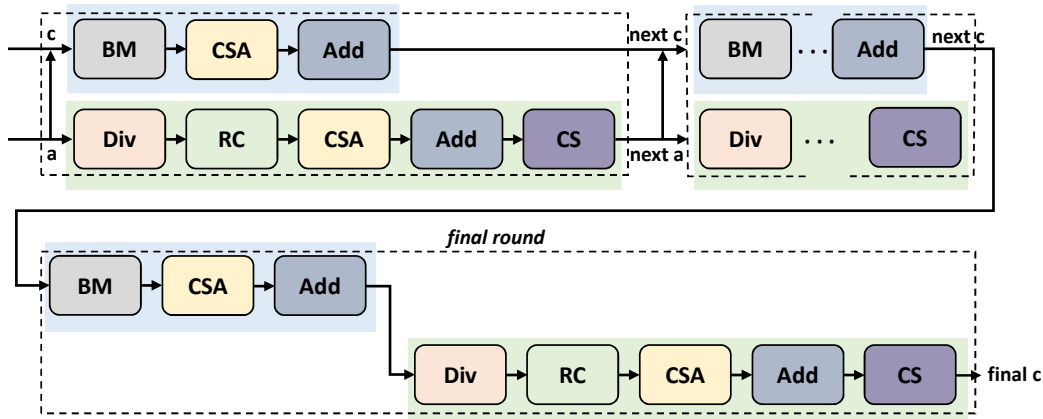 c
BM
CSA
Add
next c
BM
...
Add
next c
Div
RC
CSA
Add
CS
Div
...
CS
a
next a
final round
BM
CSA
Add
Div
RC
CSA
Add
CS
final c